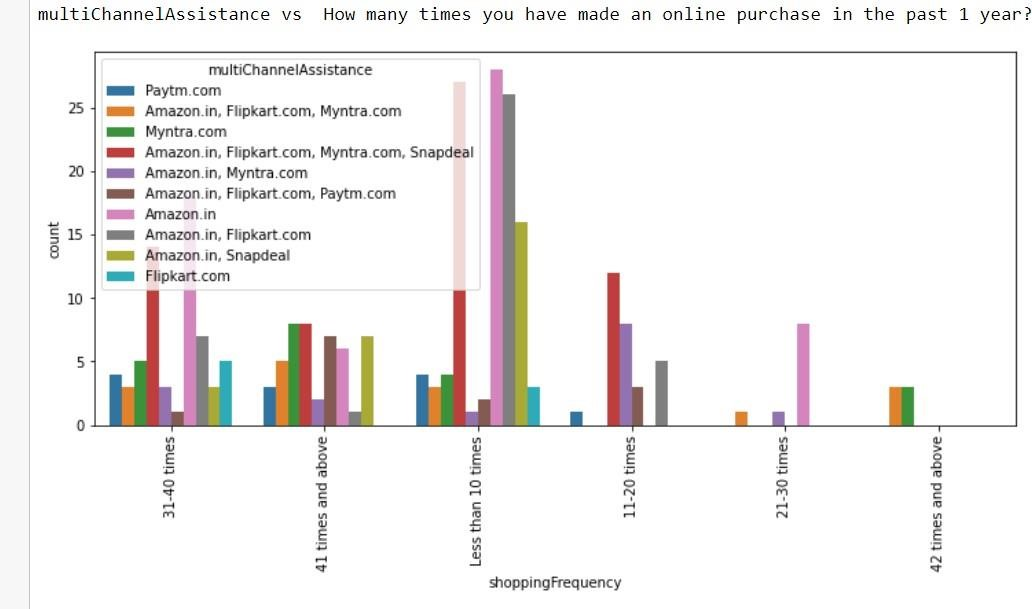 multiChannelAssistance vs  How many times you have made an online purchase in the past 1 year?
multiChannelAssistance
Paytm.com
Amazon.in, Flipkart.com, Myntra.com
Myntra.com
Amazon.in, Flipkart.com, Myntra.com, Snapdeal
Amazon.in, Myntra.com
Amazon.in, Flipkart.com, Paytm.com
Amazon.in
Amazon.in, Flipkart.com
Amazon.in, Snapdeal
Flipkart.com
count
25
20
15
10
5
0
31-40 times
41 times and above
Less than 10 times
11-20 times
21-30 times
42 times and above
shoppingFrequency